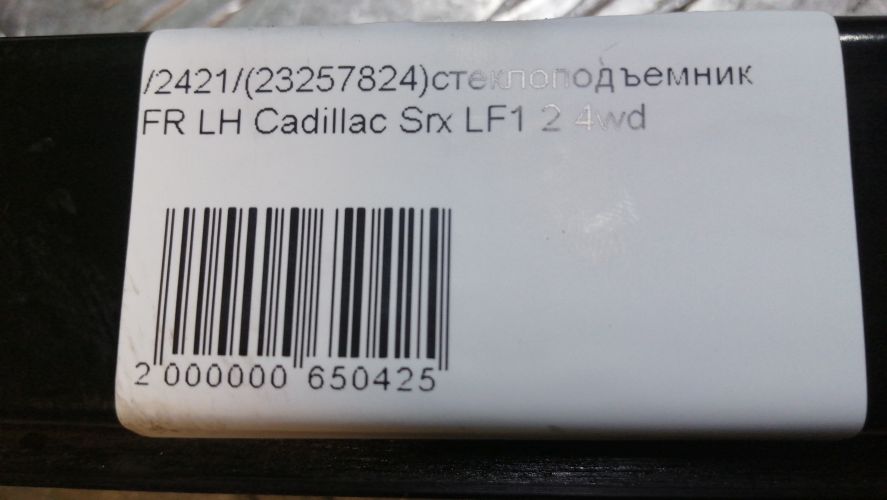 /2421/(23257824)стеклоподъемник
FR LH Cadillac Srx LF1 2 4wd
2 000000 650425